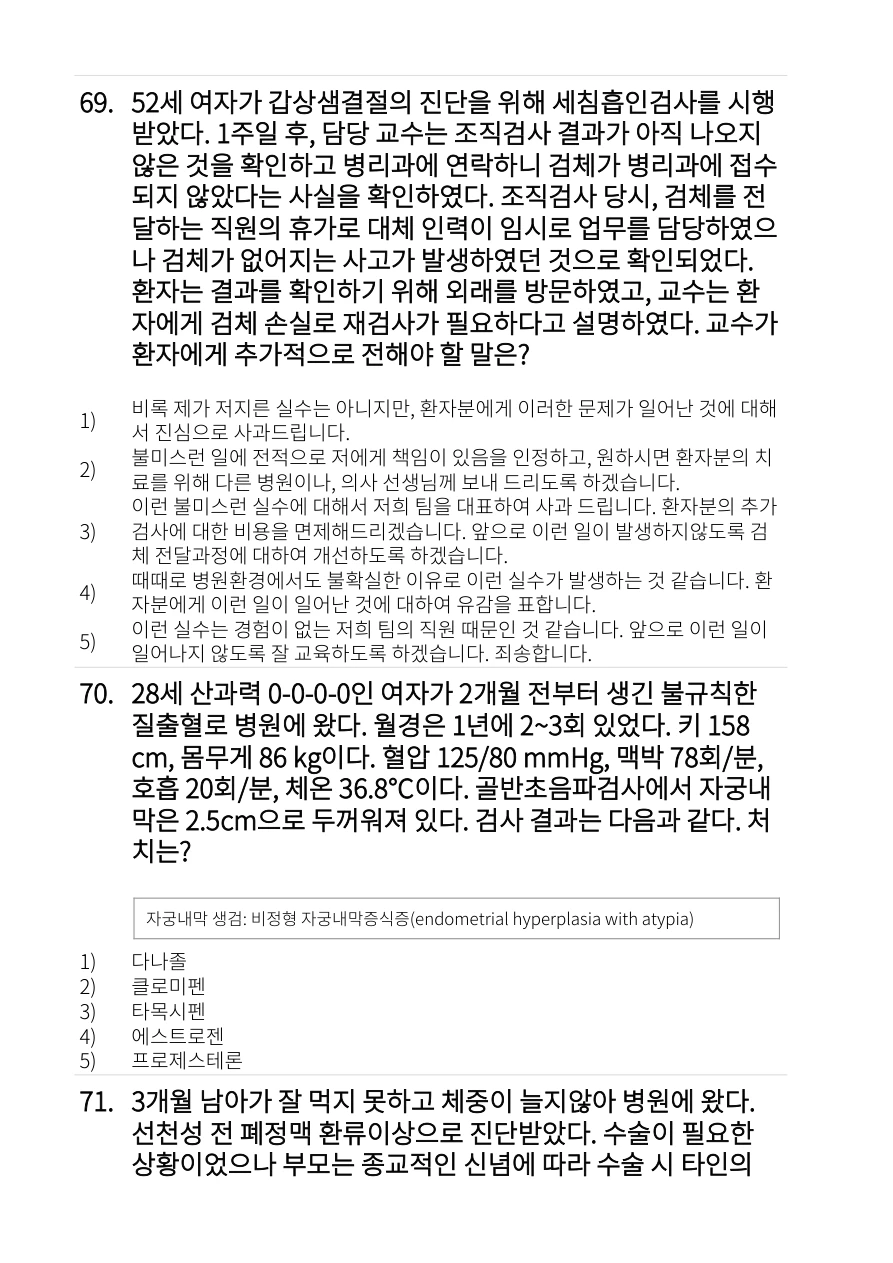 69. 52세 여자가 갑상샘결절의 진단을 위해 세침흡인검사를 시행
받았다. 1주일 후, 담당 교수는 조직검사 결과가 아직 나오지
않은 것을 확인하고 병리과에 연락하니 검체가 병리과에 접수
되지 않았다는 사실을 확인하였다. 조직검사 당시, 검체를 전
달하는 직원의 휴가로 대체 인력이 임시로 업무를 담당하였으
나 검체가 없어지는 사고가 발생하였던 것으로 확인되었다.
환자는 결과를 확인하기 위해 외래를 방문하였고, 교수는 환
자에게 검체 손실로 재검사가 필요하다고 설명하였다. 교수가
환자에게 추가적으로 전해야 할 말은?
1) 비록 제가 저지른 실수는 아니지만, 환자분에게 이러한 문제가 일어난 것에 대해
서 진심으로 사과드립니다.
2) 불미스런 일에 전적으로 저에게 책임이 있음을 인정하고, 원하시면 환자분의 치
료를 위해 다른 병원이나, 의사 선생님께 보내 드리도록 하겠습니다.
3) 이런 불미스런 실수에 대해서 저희 팀을 대표하여 사과 드립니다. 환자분의 추가
검사에 대한 비용을 면제해드리겠습니다. 앞으로 이런 일이 발생하지않도록 검
체 전달과정에 대하여 개선하도록 하겠습니다.
4) 때때로 병원환경에서도 불확실한 이유로 이런 실수가 발생하는 것 같습니다. 환
자분에게 이런 일이 일어난 것에 대하여 유감을 표합니다.
5) 이런 실수는 경험이 없는 저희 팀의 직원 때문인 것 같습니다. 앞으로 이런 일이
일어나지 않도록 잘 교육하도록 하겠습니다. 죄송합니다.
70. 28세 산과력 0-0-0-0인 여자가 2개월 전부터 생긴 불규칙한
질출혈로 병원에 왔다. 월경은 1년에 2~3회 있었다. 키 158
cm, 몸무게 86 kg이다. 혈압 125/80 mmHg, 맥박 78회/분,
호흡 20회/분, 체온 36.8℃이다. 골반초음파검사에서 자궁내
막은 2.5cm으로 두꺼워져 있다. 검사 결과는 다음과 같다. 처
치는?
자궁내막 생검: 비정형 자궁내막증식증(endometrial hyperplasia with atypia)
1) 다나졸
2) 클로미펜
3) 타목시펜
4) 에스트로젠
5) 프로제스테론
71. 3개월 남아가 잘 먹지 못하고 체중이 늘지않아 병원에 왔다.
선천성 전 폐정맥 환류이상으로 진단받았다. 수술이 필요한
상황이었으나 부모는 종교적인 신념에 따라 수술 시 타인의